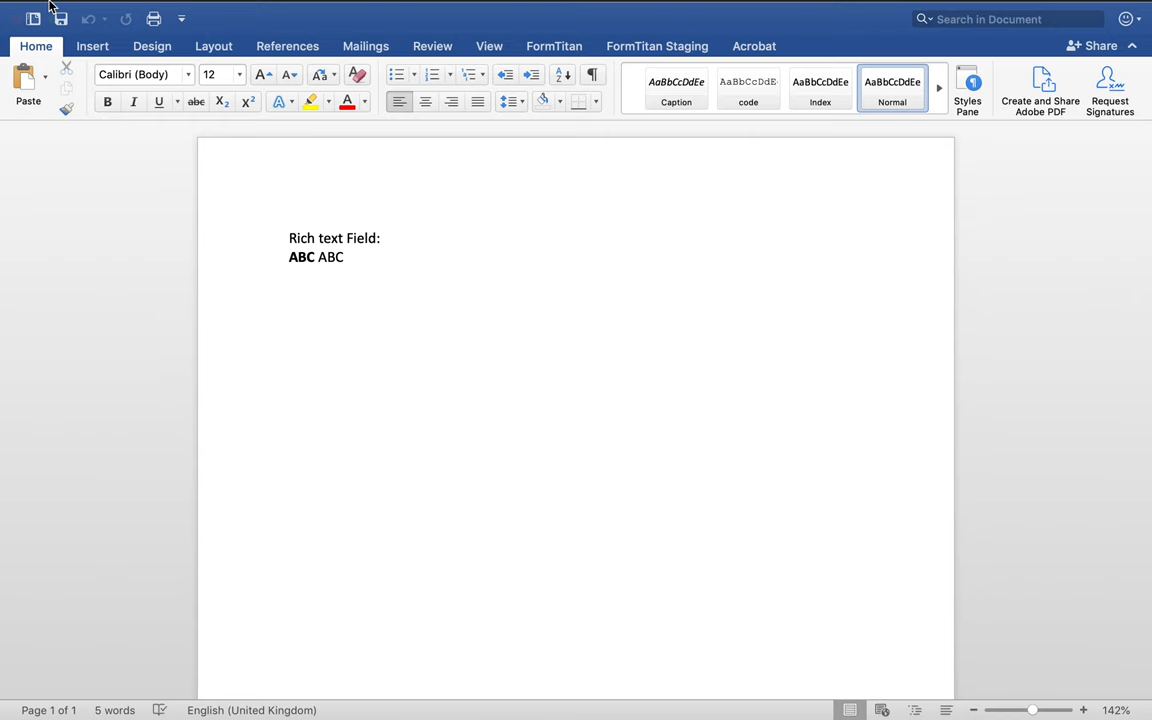 Search in Document
Home Insert Design Layout References Mailings Review View FormTitan FormTitan Staging Acrobat Share
Paste
Calibri (Body) 12
B I U abc X₂ X² A A
AaBbCcDdEe AaBbCcDdE AaBbCcDdEe AaBbCcDdEe
Caption code Index Normal
Styles Pane
Create and Share Adobe PDF
Request Signatures
Rich text Field:
ABC ABC
Page 1 of 1 5 words English (United Kingdom) 142%